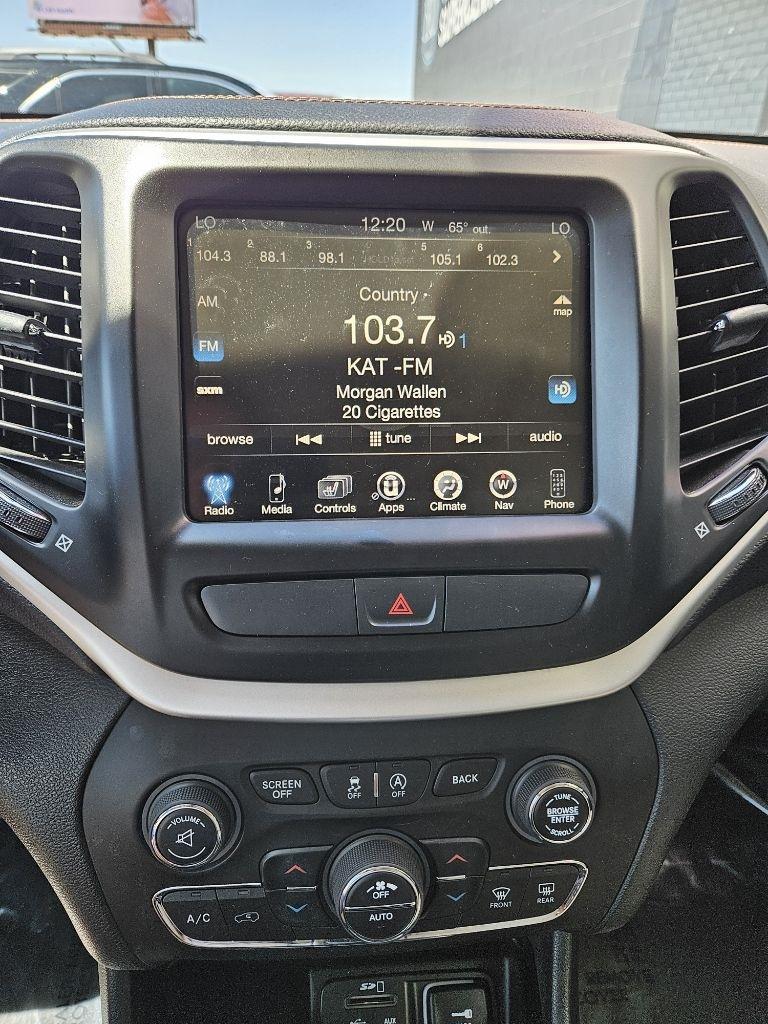 LO 12:20 W 65° out. LO
1 104.3 2 88.1 3 98.1 5 105.1 6 102.3
AM
Country
map
FM
103.7 HD 1
KAT -FM
sxm
Morgan Wallen
HD
20 Cigarettes
browse tune audio
Radio Media Controls Apps Climate Nav Phone
SCREEN OFF
OFF
A OFF
BACK
VOLUME
TUNE
BROWSE
ENTER
SCROLL
OFF
AUTO
A/C
FRONT
REAR
SD
AUX